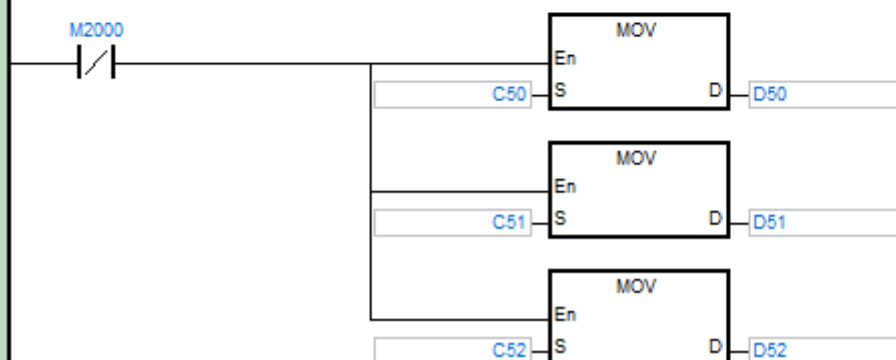 M2000
MOV
En
C50 S D D50
MOV
En
C51 S D D51
MOV
En
C52 S D D52